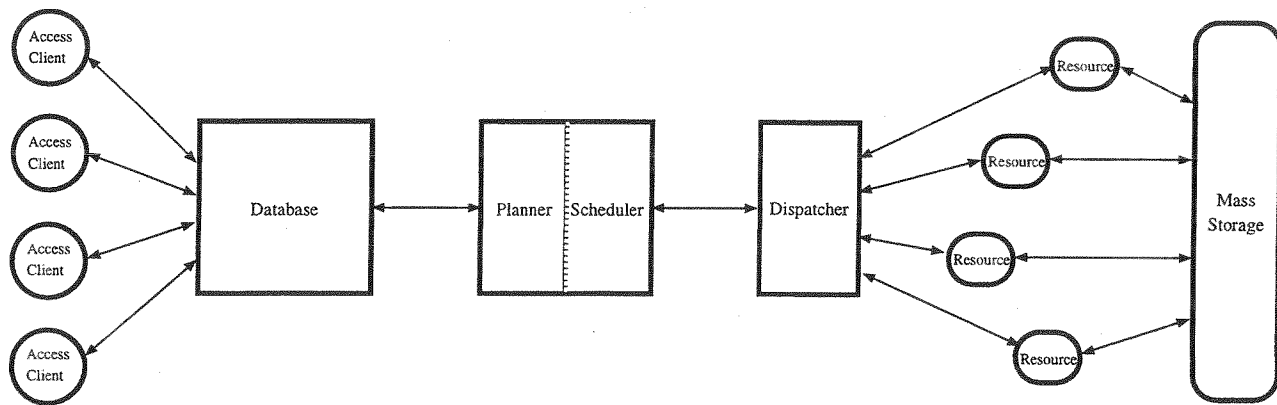 Access
Client
Access
Client
Access
Client
Access
Client
Database
Planner
Scheduler
Dispatcher
Resource
Resource
Resource
Resource
Mass
Storage